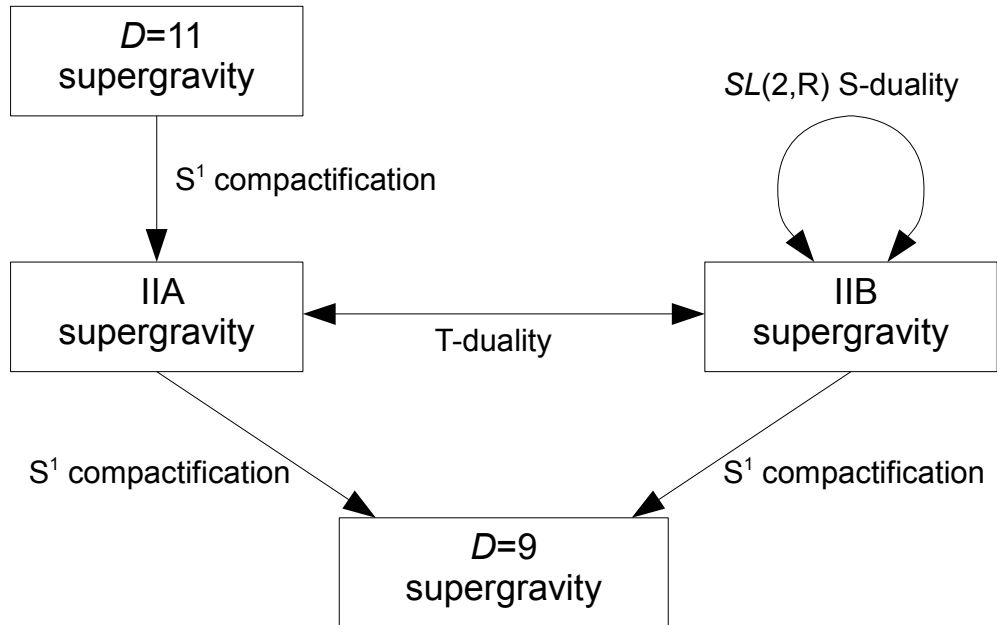 D=11
supergravity
SL(2,R) S-duality
S¹ compactification
IIA
supergravity
IIB
supergravity
T-duality
S¹ compactification
S¹ compactification
D=9
supergravity